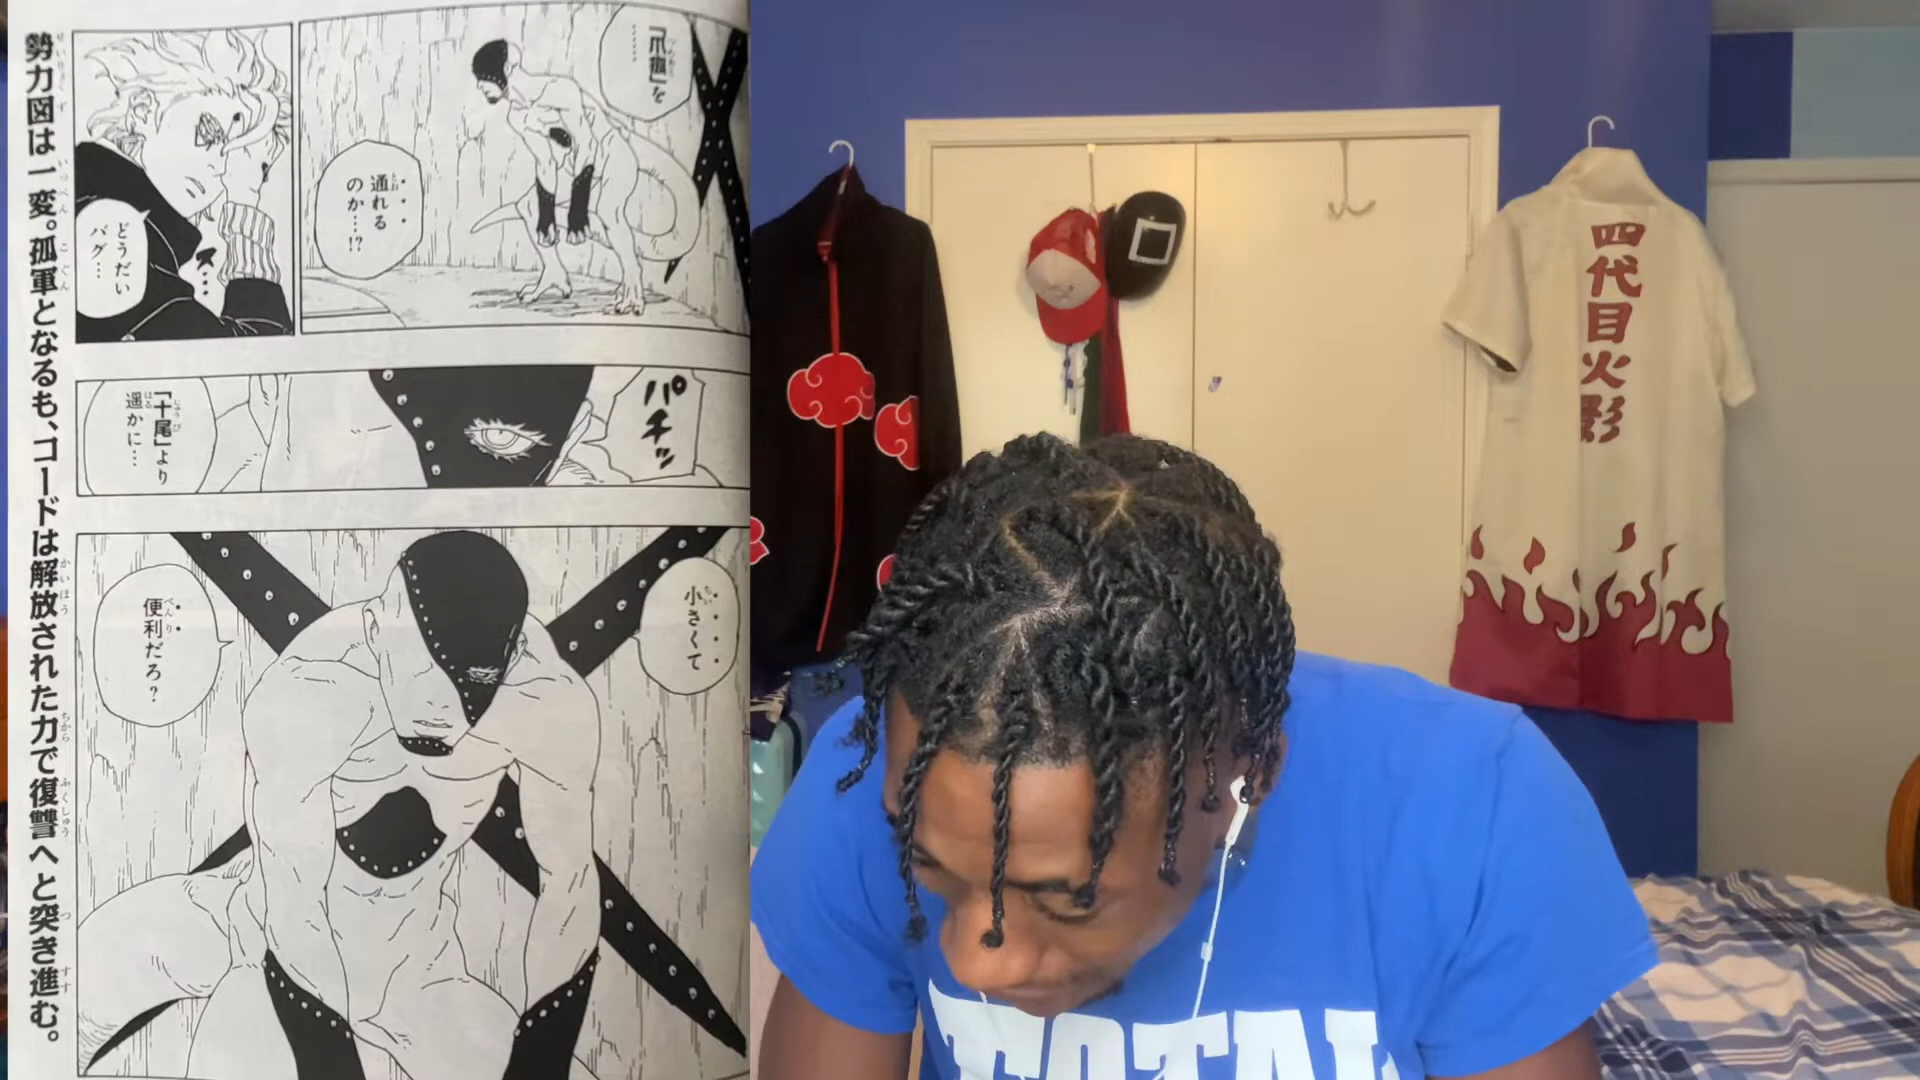 「爪痕」を
……
通れる
のか…!?
どうだい
バグ…
ス…
パチッ
「十尾」より
遥かに…
小さくて
便利だろ?
勢力図は一変。孤軍となるも、コードは解放された力で復讐へと突き進む。
四代目火影
TOTAL